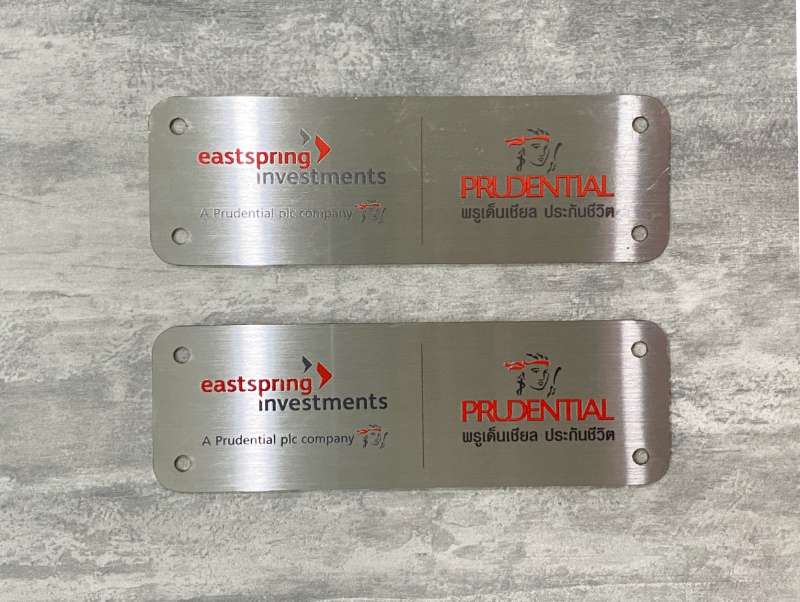 eastspring
investments
A Prudential plc company
PRUDENTIAL
พรูเด็นเชียล ประกันชีวิต
eastspring
investments
A Prudential plc company
PRUDENTIAL
พรูเด็นเชียล ประกันชีวิต